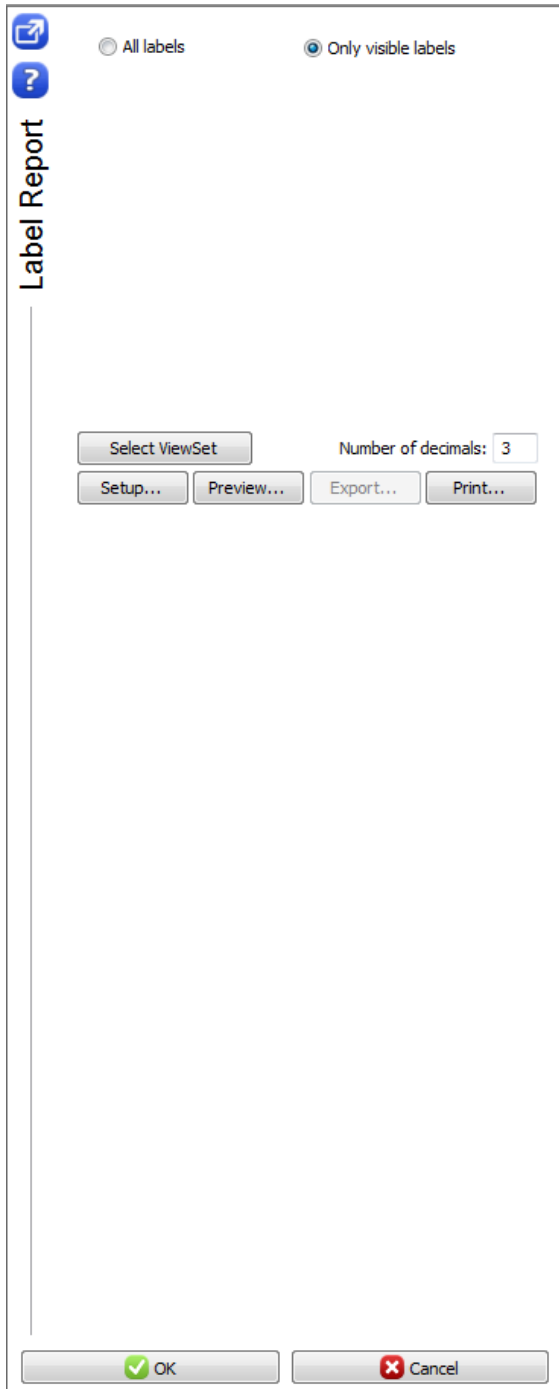 All labels
Only visible labels
?
Label Report
Select ViewSet
Number of decimals: 3
Setup...
Preview...
Export...
Print...
OK
Cancel